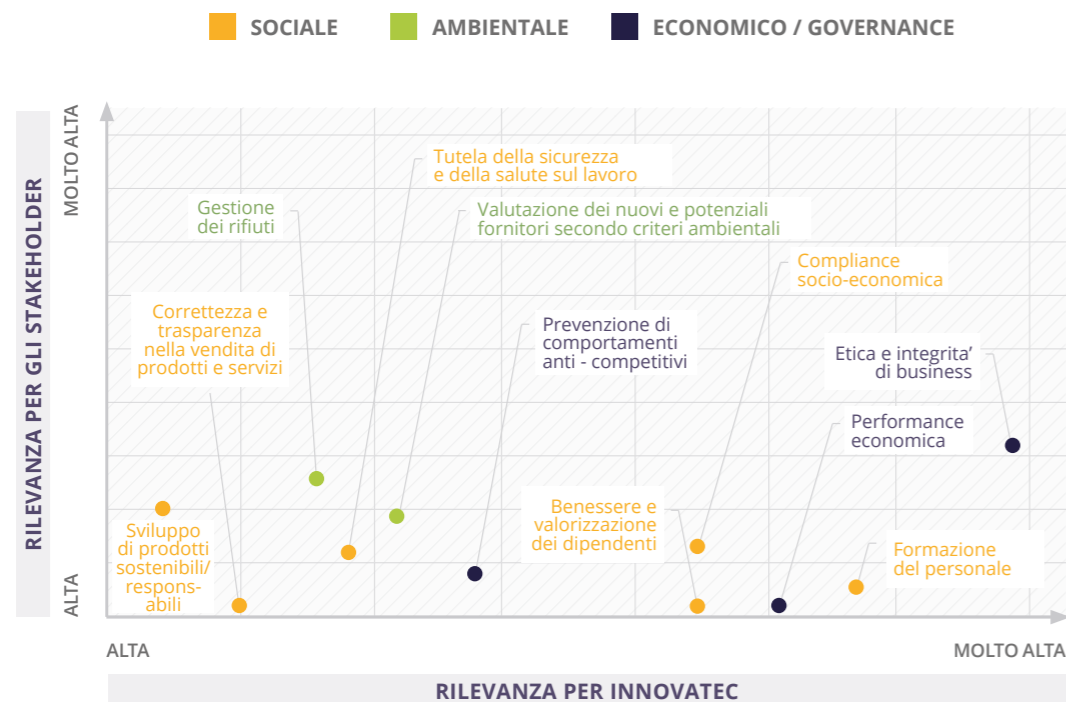 SOCIALE
AMBIENTALE
ECONOMICO / GOVERNANCE
MOLTO ALTA
RILEVANZA PER GLI STAKEHOLDER
ALTA
Tutela della sicurezza
e della salute sul lavoro
Gestione
dei rifiuti
Valutazione dei nuovi e potenziali
fornitori secondo criteri ambientali
Compliance
socio-economica
Correttezza e
trasparenza
nella vendita di
prodotti e servizi
Prevenzione di
comportamenti
anti - competitivi
Etica e integrita’
di business
Performance
economica
Benessere e
valorizzazione
dei dipendenti
Sviluppo
di prodotti
sostenibili/
respons-
abili
Formazione
del personale
ALTA
MOLTO ALTA
RILEVANZA PER INNOVATEC